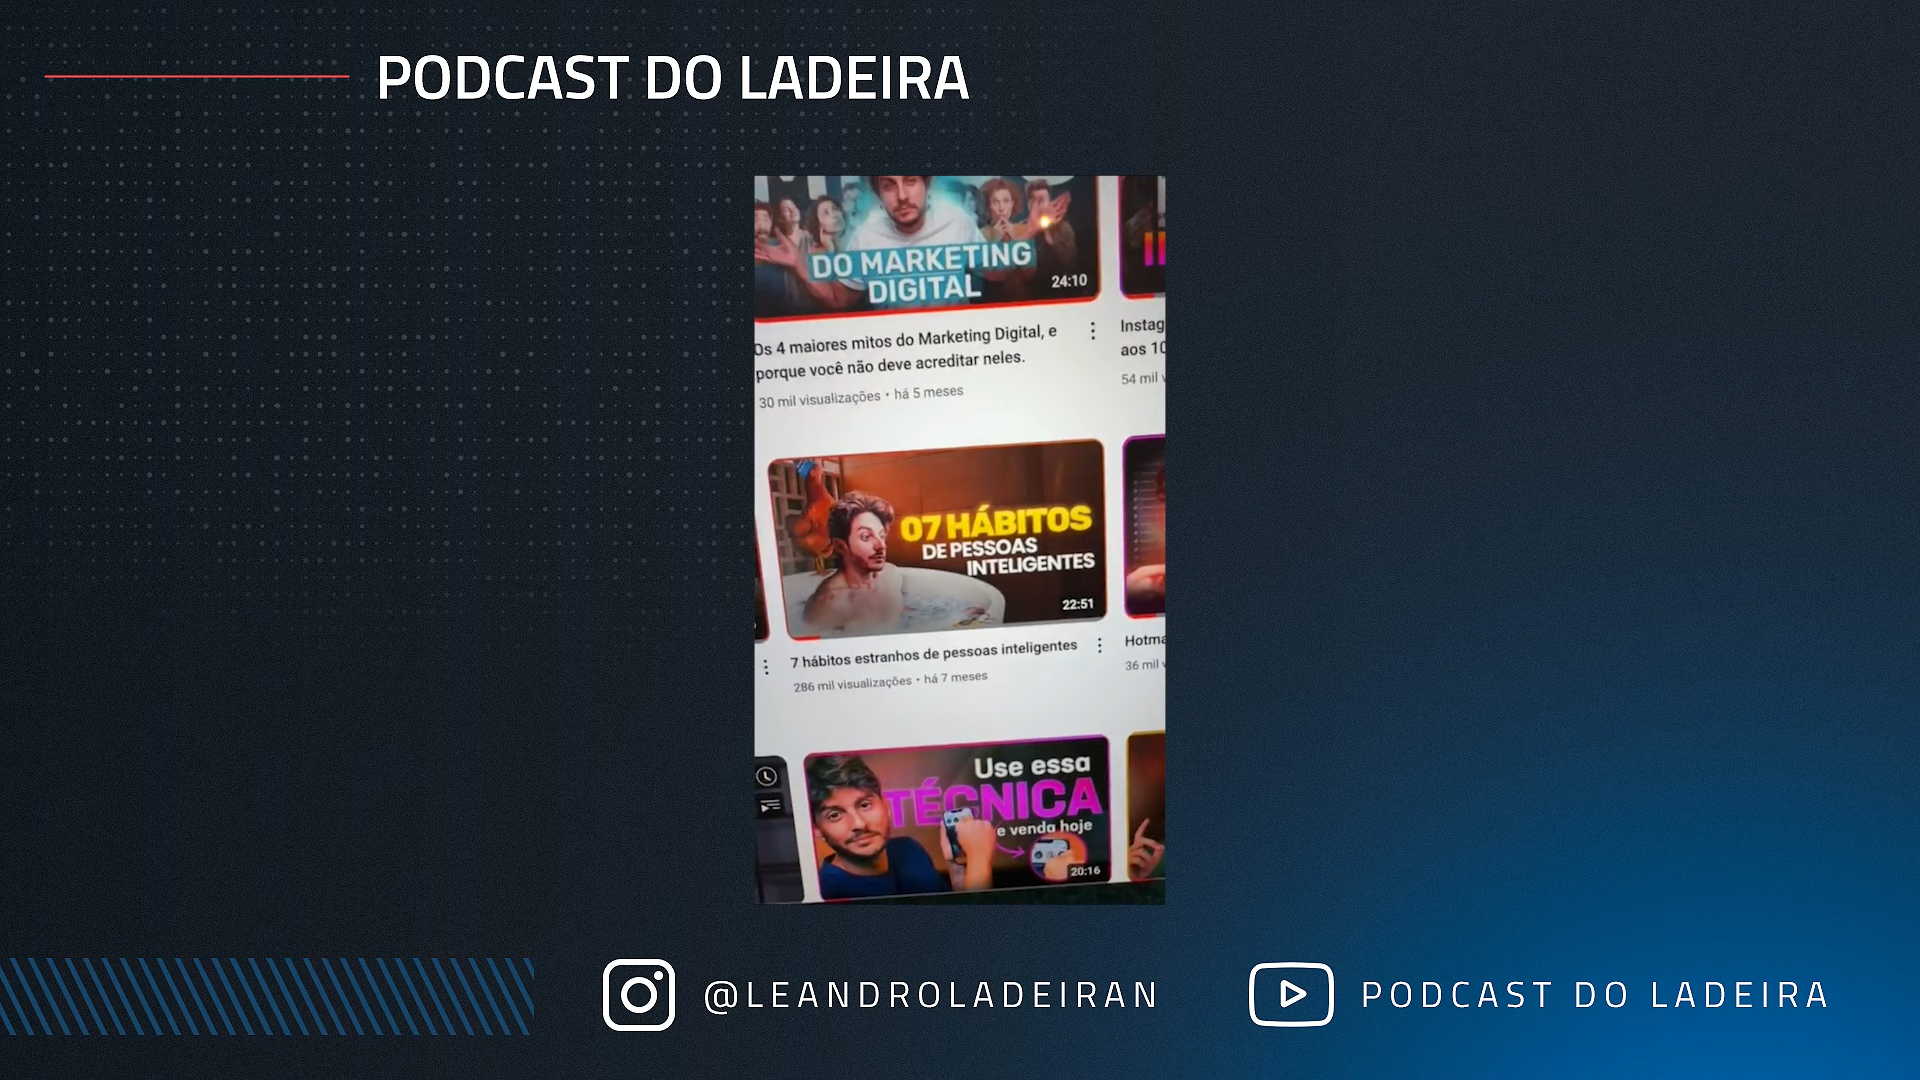 PODCAST DO LADEIRA
DO MARKETING
DIGITAL
24:10
Os 4 maiores mitos do Marketing Digital, e
porque você não deve acreditar neles.
30 mil visualizações • há 5 meses
Instag
aos 10
54 mil
07 HÁBITOS
DE PESSOAS
INTELIGENTES
22:51
7 hábitos estranhos de pessoas inteligentes
286 mil visualizações • há 7 meses
Hotma
36 mil
Use essa
TÉCNICA
e venda hoje
20:16
@LEANDROLADEIRAN
PODCAST DO LADEIRA